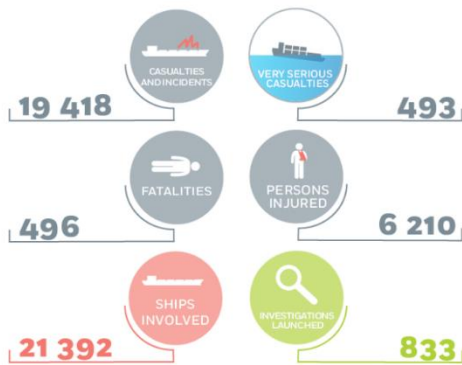 CASUALTIES
AND INCIDENTS
19 418
VERY SERIOUS
CASUALTIES
493
FATALITIES
496
PERSONS
INJURED
6 210
SHIPS
INVOLVED
21 392
INVESTIGATIONS
LAUNCHED
833